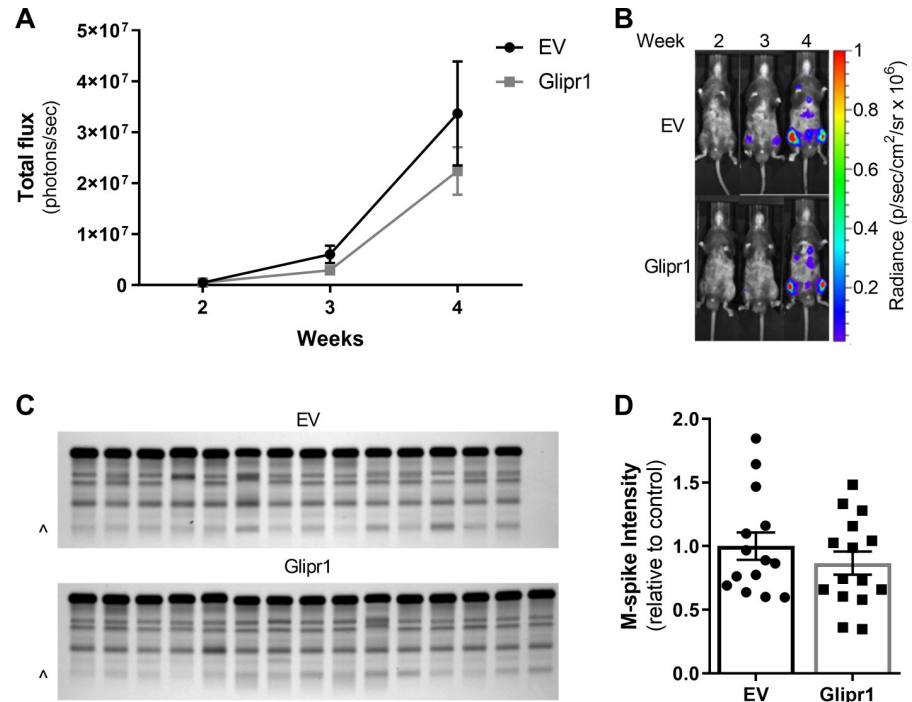 A
5×10⁷
4×10⁷
3×10⁷
2×10⁷
1×10⁷
0
Total flux
(photons/sec)
2 3 4
Weeks
EV
Glipr1
B
Week 2 3 4
EV
Glipr1
1
0.8
0.6
0.4
0.2
Radiance (p/sec/cm²/sr x 10⁶)
C
EV
^
Glipr1
^
D
2.0
1.5
1.0
0.5
0.0
M-spike Intensity
(relative to control)
EV Glipr1